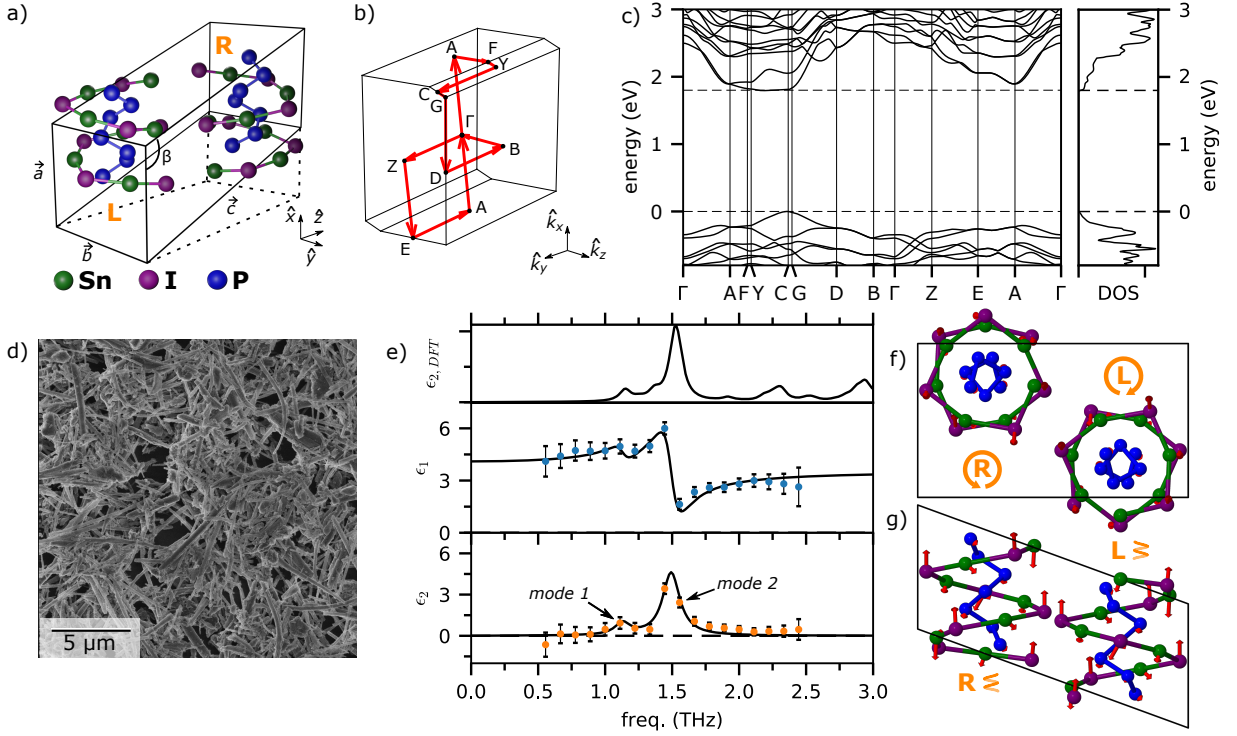 a)
R
L
β
a⃗
b⃗
c⃗
x̂
ẑ
ŷ
Sn I P
b)
A
F
Y
C
G
Γ
B
Z
D
A
E
k̂x
k̂y
k̂z
c)
energy (eV)
3
2
1
0
Γ A F Y C G D B Γ Z E A Γ
3
2
1
0
energy (eV)
DOS
d)
5 μm
e)
ϵ2,DFT
ϵ1
6
3
0
ϵ2
6
3
0
mode 1
mode 2
0.0 0.5 1.0 1.5 2.0 2.5 3.0
freq. (THz)
f)
L
R
g)
L
R